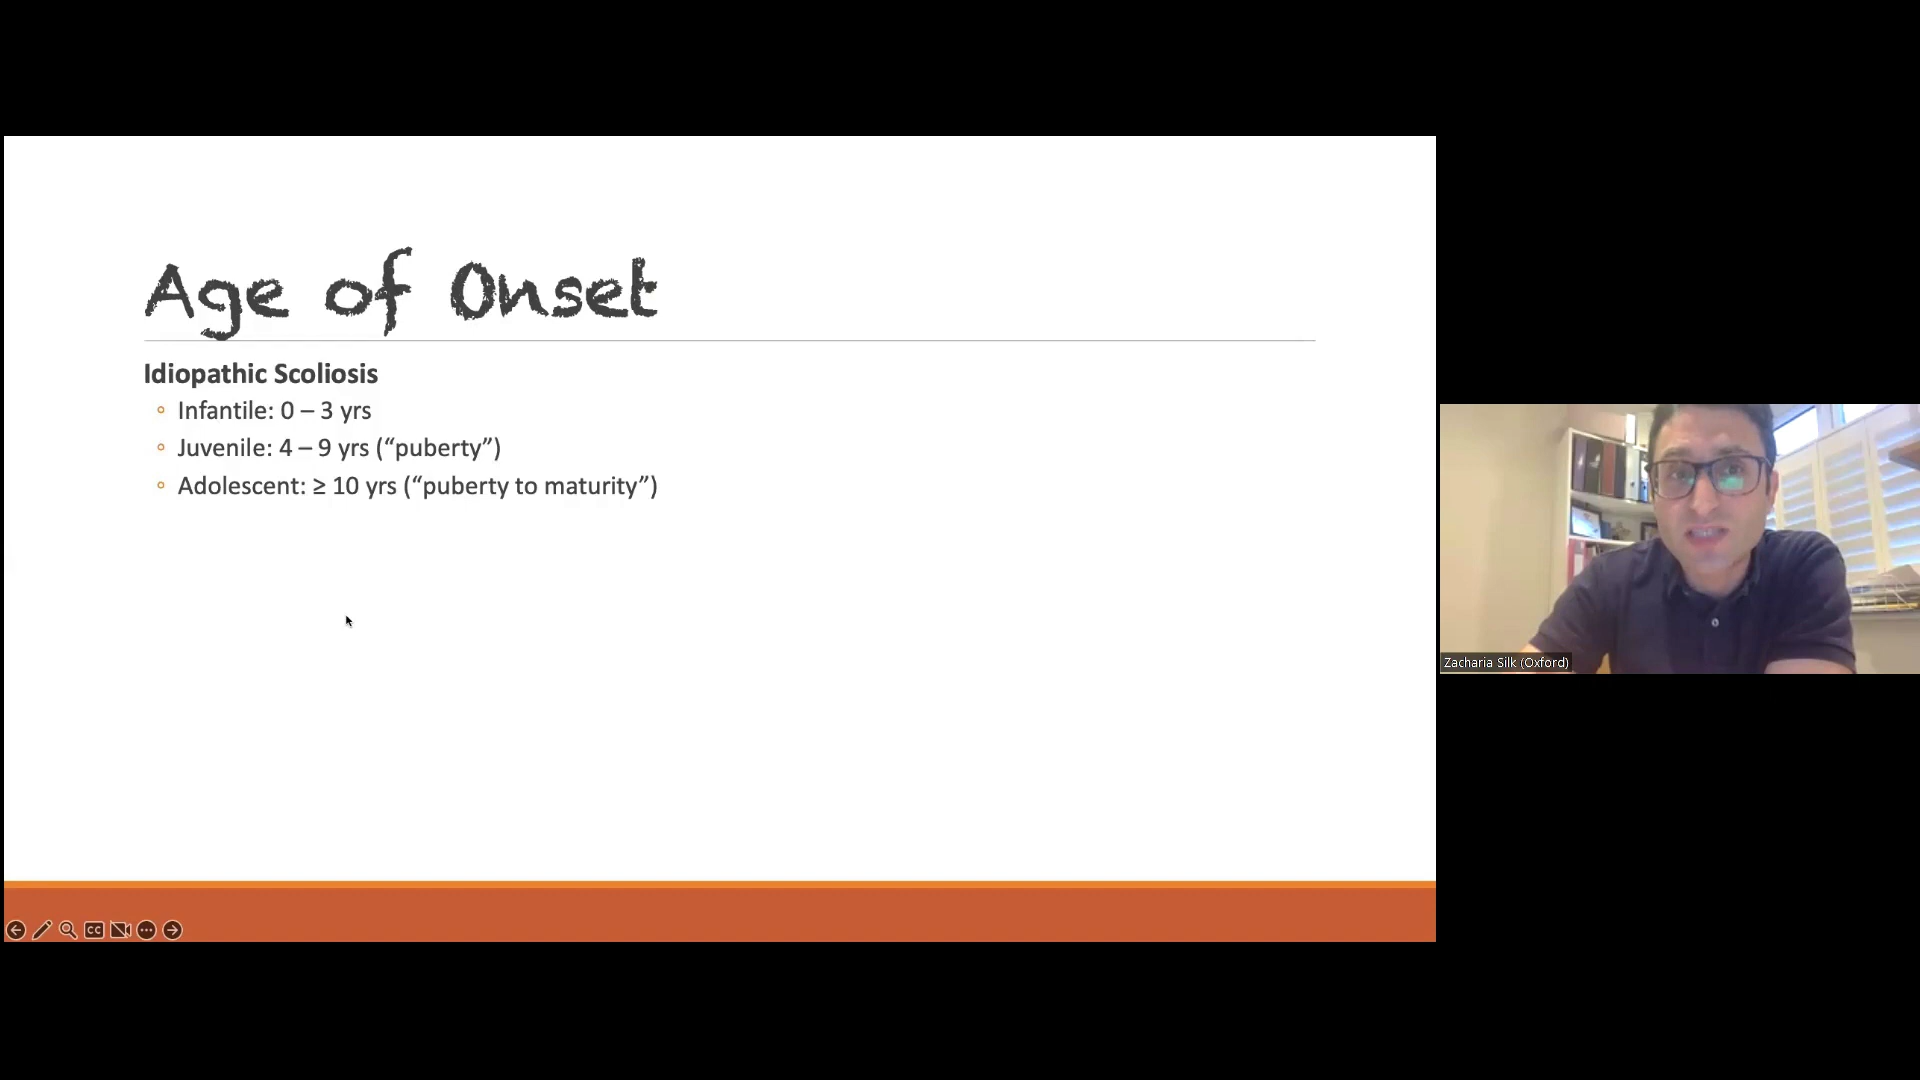 Age of Onset
Idiopathic Scoliosis
Infantile: 0 – 3 yrs
Juvenile: 4 – 9 yrs (“puberty”)
Adolescent: ≥ 10 yrs (“puberty to maturity”)
Zacharia Silk (Oxford)
CC